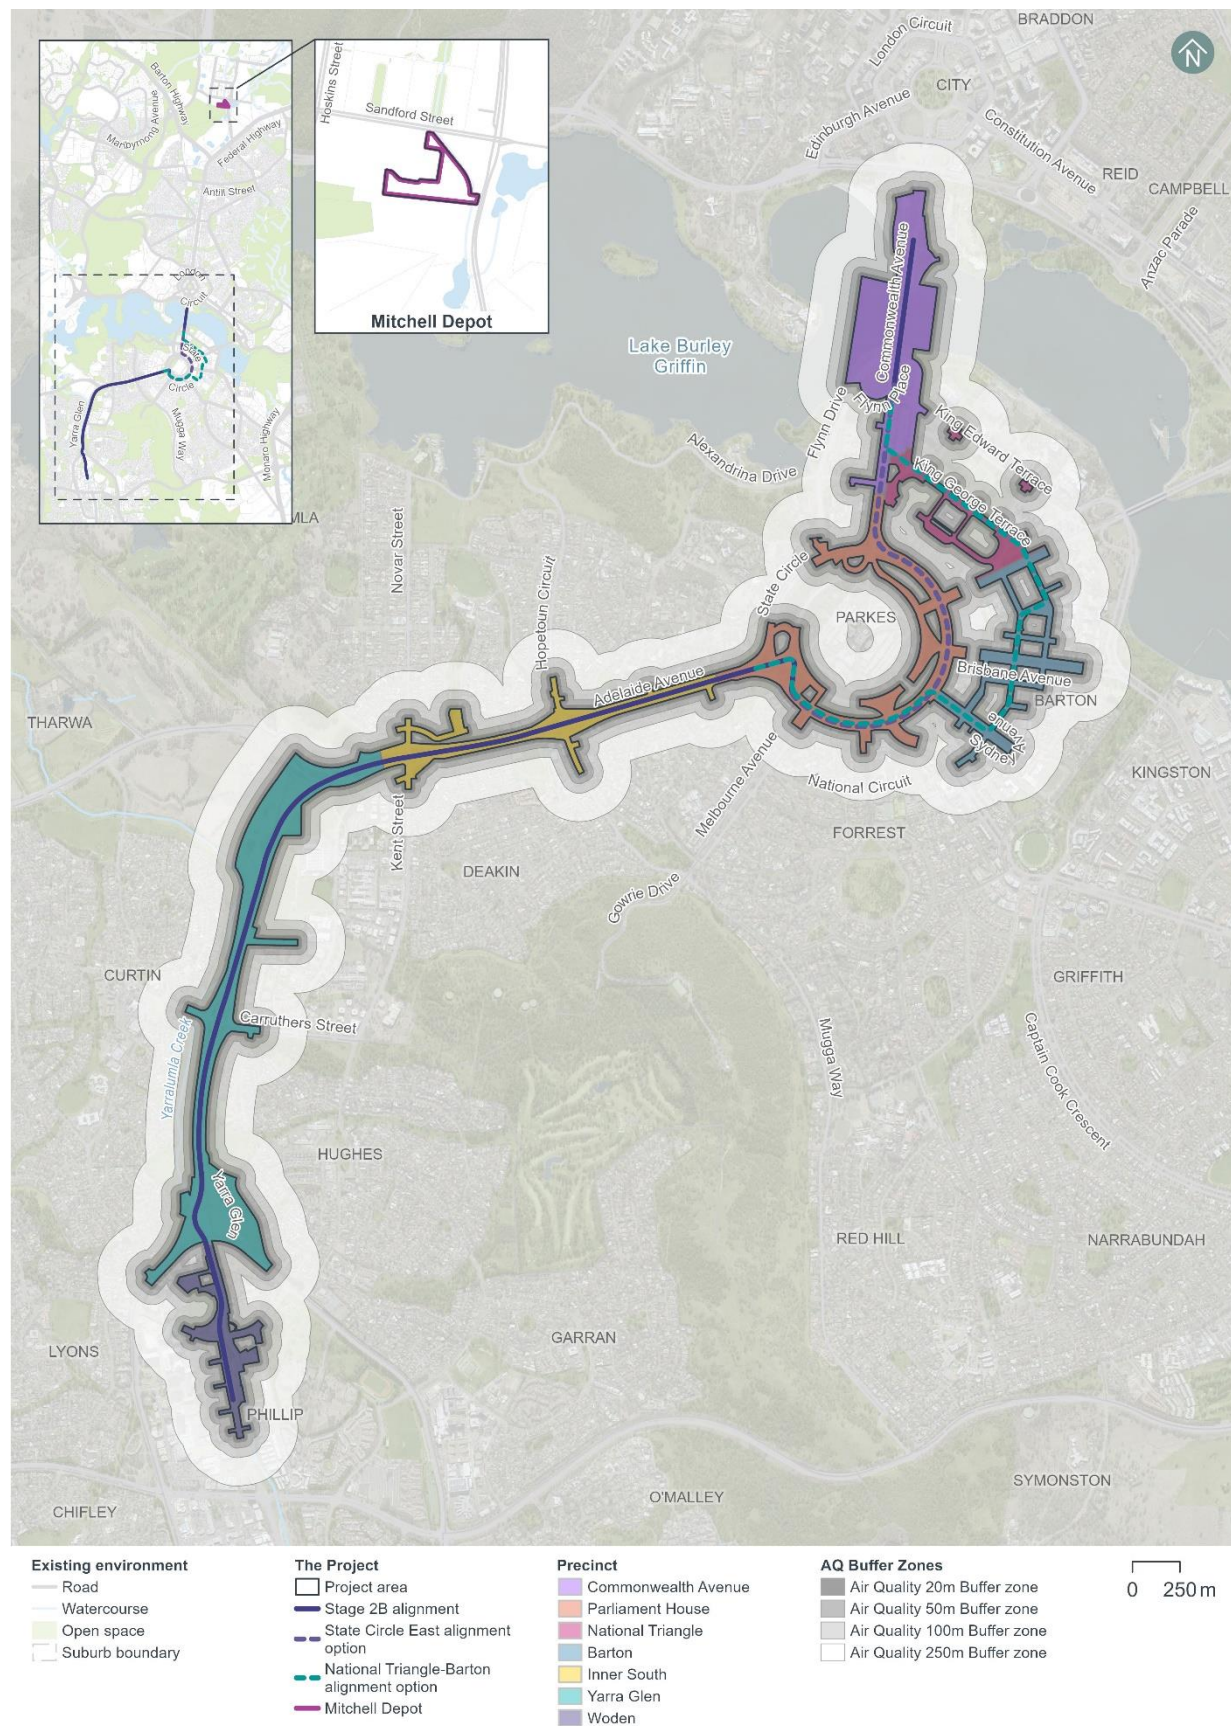 BRADDON
London Circuit
N
CITY
Edinburgh Avenue
Constitution Avenue
REID
CAMPBELL
Anzac Parade
Barton Highway
Federal Highway
Antill Street
London
Circuit
State
Circle
Yarra Glen
Mugga Way
Monaro Highway
Hoskins Street
Sandford Street
Mitchell Depot
Commonwealth Avenue
Lake Burley
Griffin
Flynn Place
Flynn Drive
King Edward Terrace
Alexandrina Drive
King George Terrace
MLA
Novar Street
Hopetoun Circuit
State Circle
PARKES
Adelaide Avenue
Brisbane Avenue
BARTON
THARWA
Sydney Avenue
Melbourne Avenue
National Circuit
KINGSTON
Kent Street
FORREST
DEAKIN
Gowrie Drive
CURTIN
GRIFFITH
Carruthers Street
Yarralumla Creek
Mugga Way
Captain Cook Crescent
HUGHES
Yarra Glen
RED HILL
NARRABUNDAH
LYONS
GARRAN
PHILLIP
SYMONSTON
O'MALLEY
CHIFLEY
Existing environment
Road
Watercourse
Open space
Suburb boundary
The Project
Project area
Stage 2B alignment
State Circle East alignment
option
National Triangle-Barton
alignment option
Mitchell Depot
Precinct
Commonwealth Avenue
Parliament House
National Triangle
Barton
Inner South
Yarra Glen
Woden
AQ Buffer Zones
Air Quality 20m Buffer zone
Air Quality 50m Buffer zone
Air Quality 100m Buffer zone
Air Quality 250m Buffer zone
0 250 m